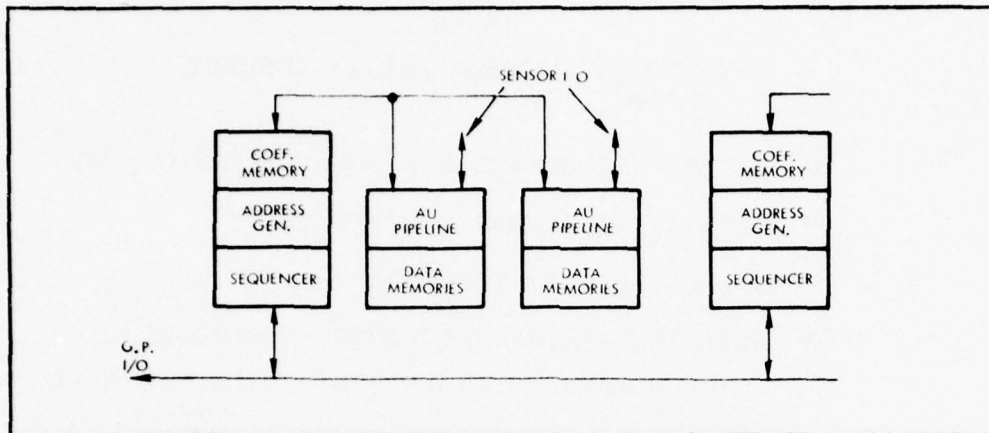 SENSOR I O
COEF.
MEMORY
ADDRESS
GEN.
SEQUENCER
AU
PIPELINE
DATA
MEMORIES
AU
PIPELINE
DATA
MEMORIES
COEF.
MEMORY
ADDRESS
GEN.
SEQUENCER
G.P.
I/O